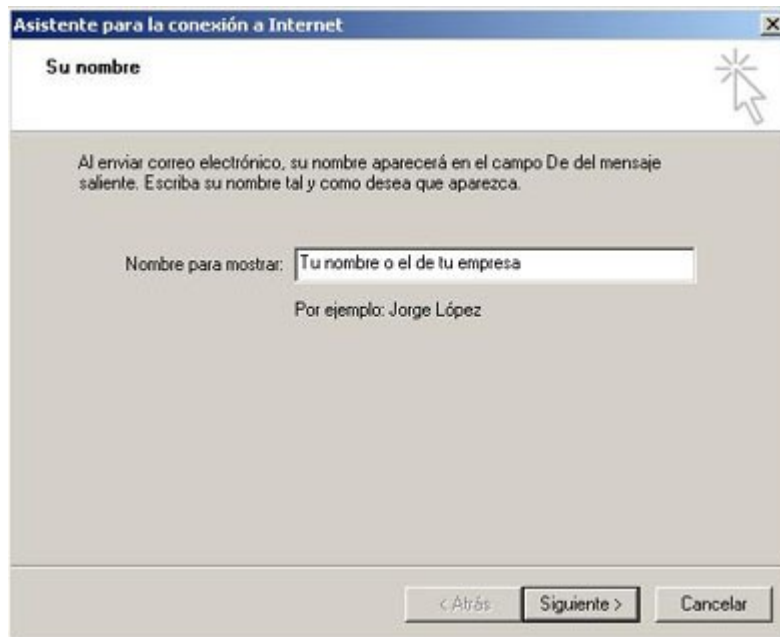 Asistente para la conexión a Internet
Su nombre
Al enviar correo electrónico, su nombre aparecerá en el campo De del mensaje
saliente. Escriba su nombre tal y como desea que aparezca.
Nombre para mostrar: Tu nombre o el de tu empresa
Por ejemplo: Jorge López
< Atrás Siguiente > Cancelar